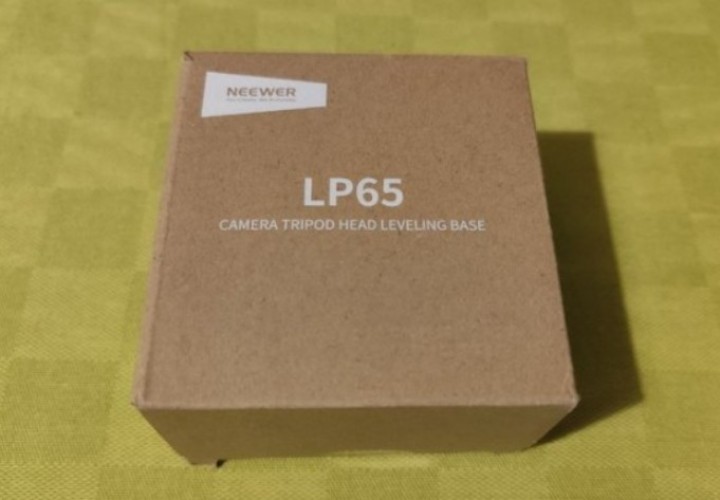 NEEWER
LP65
CAMERA TRIPOD HEAD LEVELING BASE